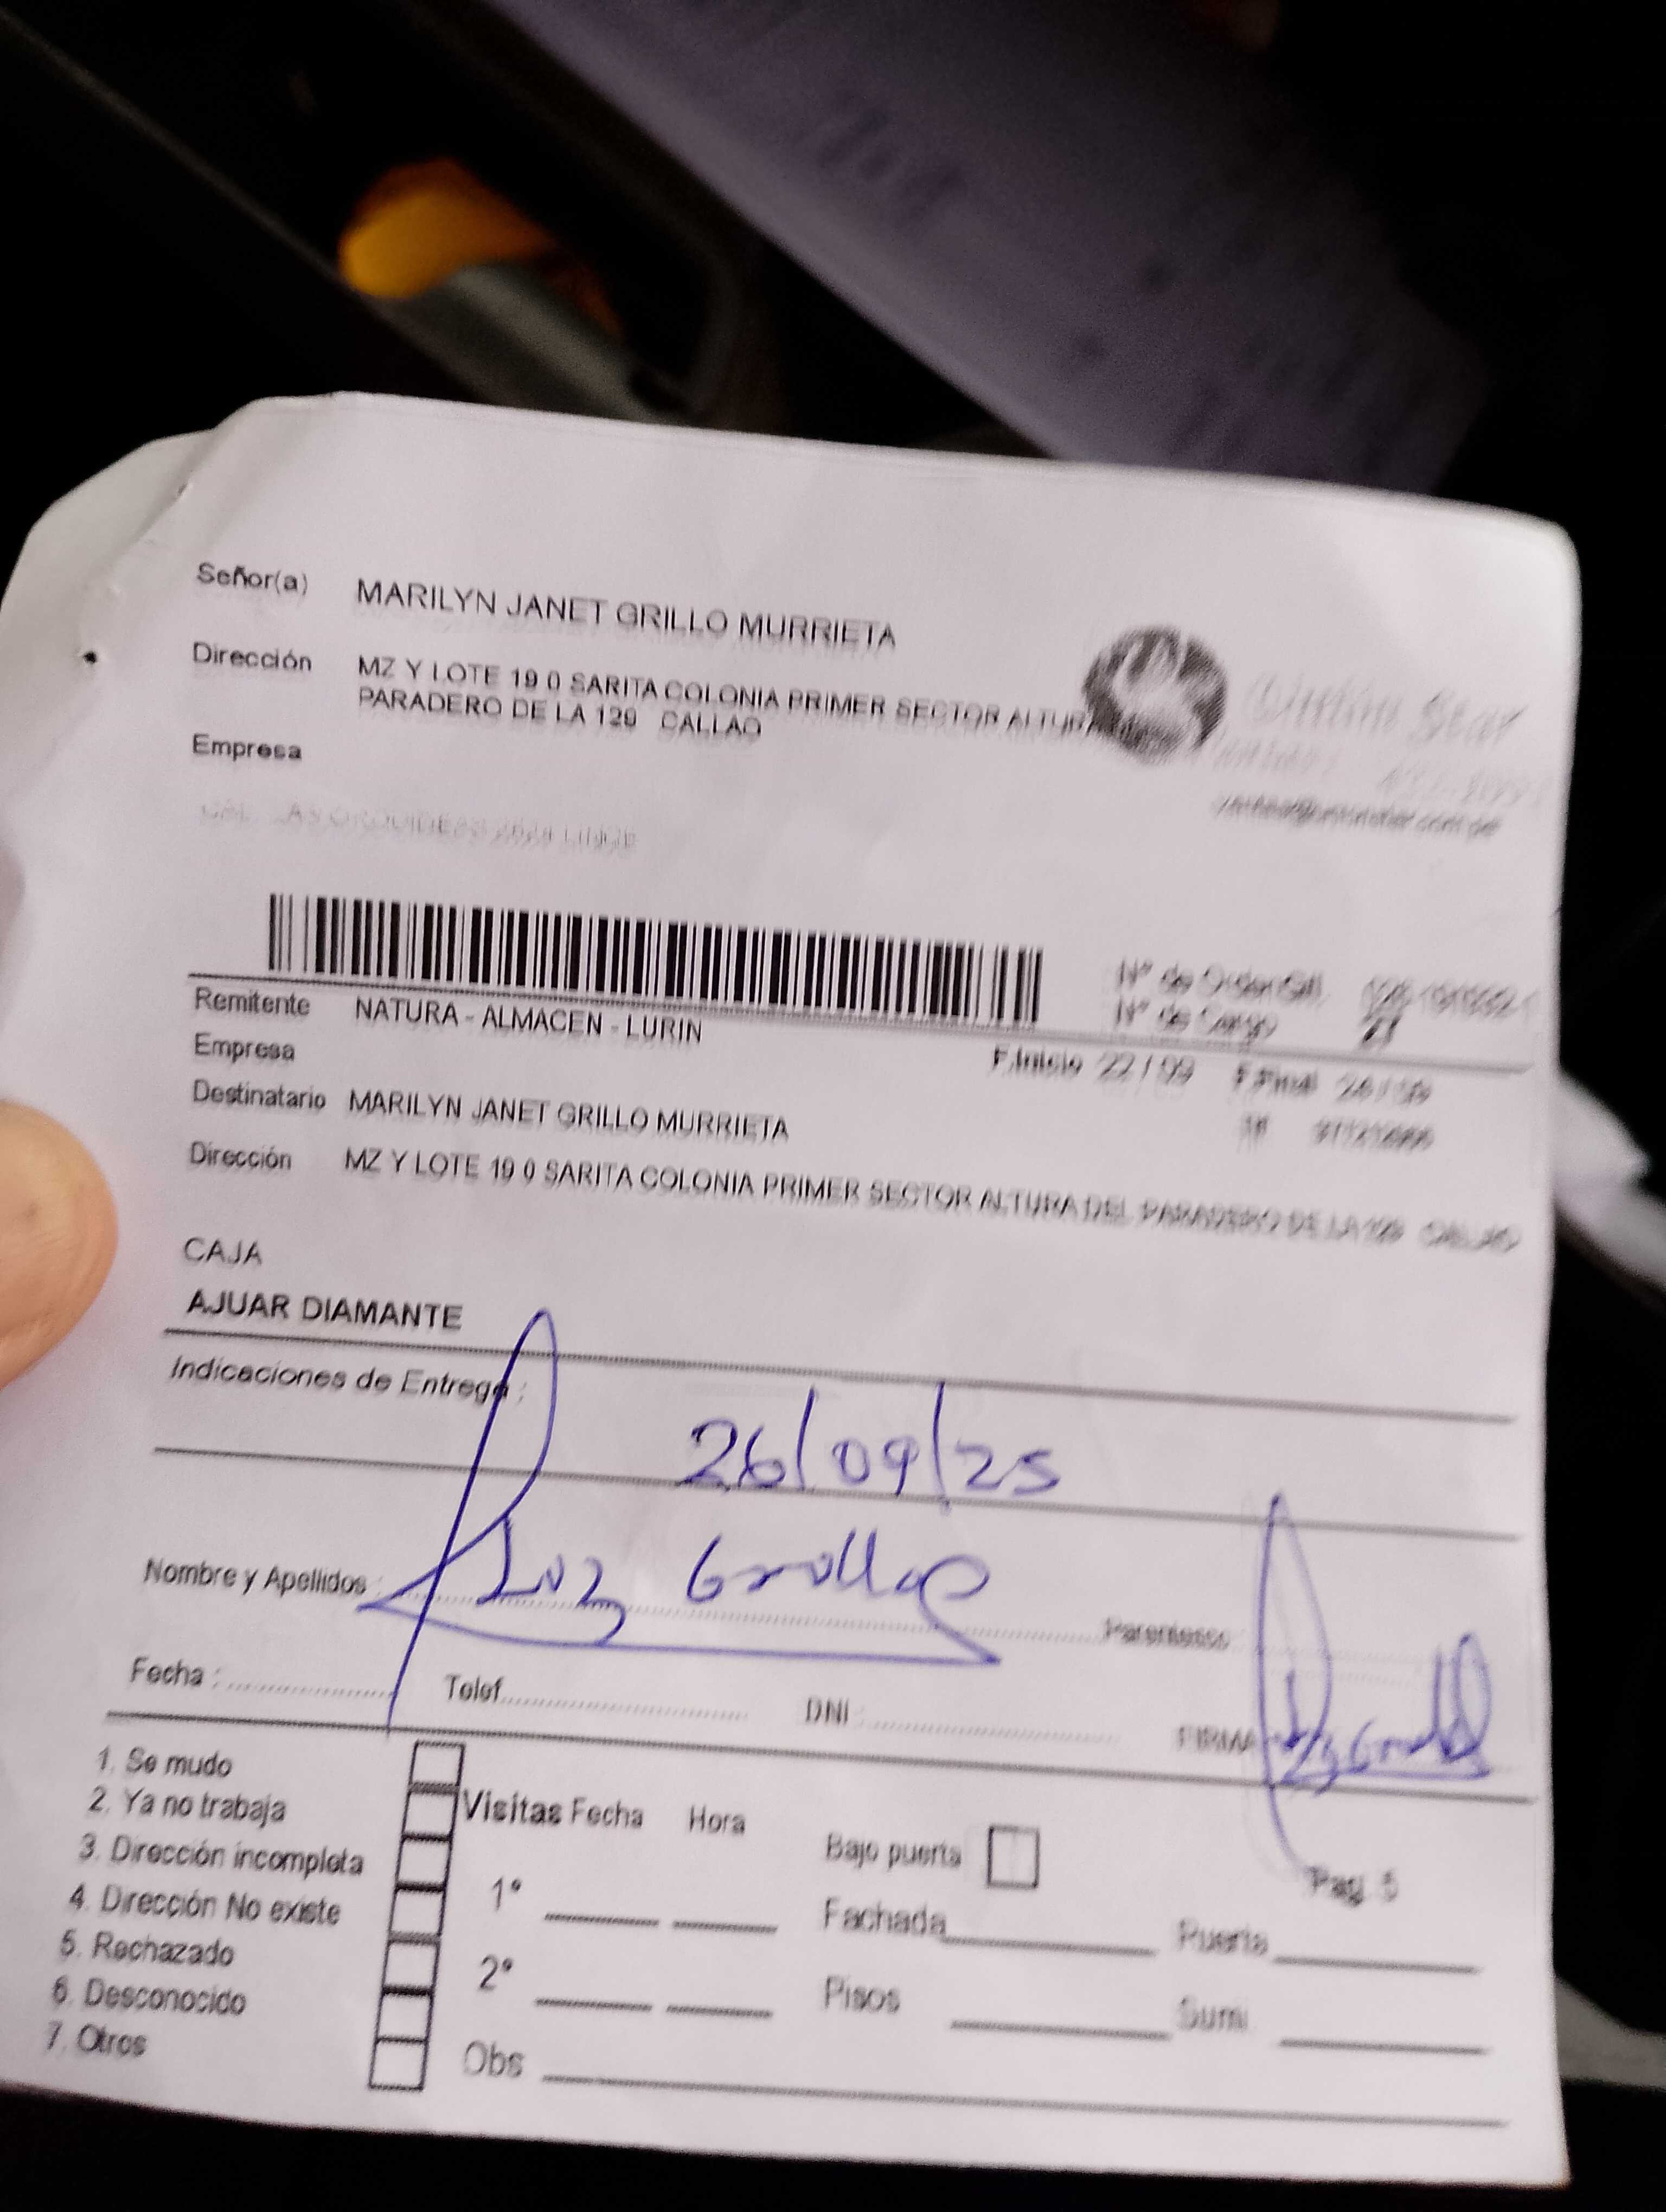 Señor(a) MARILYN JANET GRILLO MURRIETA
Dirección MZ Y LOTE 19 0 SARITA COLONIA PRIMER SECTOR ALTURA
PARADERO DE LA 129 CALLAO
Empresa
Remitente NATURA - ALMACEN - LURIN
Empresa F.Inicio 22 / 09 F.Final
Destinatario MARILYN JANET GRILLO MURRIETA
Dirección MZ Y LOTE 19 0 SARITA COLONIA PRIMER SECTOR ALTURA DEL PARADERO DE LA 129 CALLAO
CAJA
AJUAR DIAMANTE
Indicaciones de Entrega :
26/09/25
Nombre y Apellidos : Luz Parentesco
Fecha : Telef. DNI : FIRMA
1. Se mudo
2. Ya no trabaja Visitas Fecha Hora
3. Dirección incompleta Bajo puerta
4. Dirección No existe 1° Fachada Puerta Pag. 5
5. Rechazado
6. Desconocido 2° Pisos Sumi
7. Otros Obs